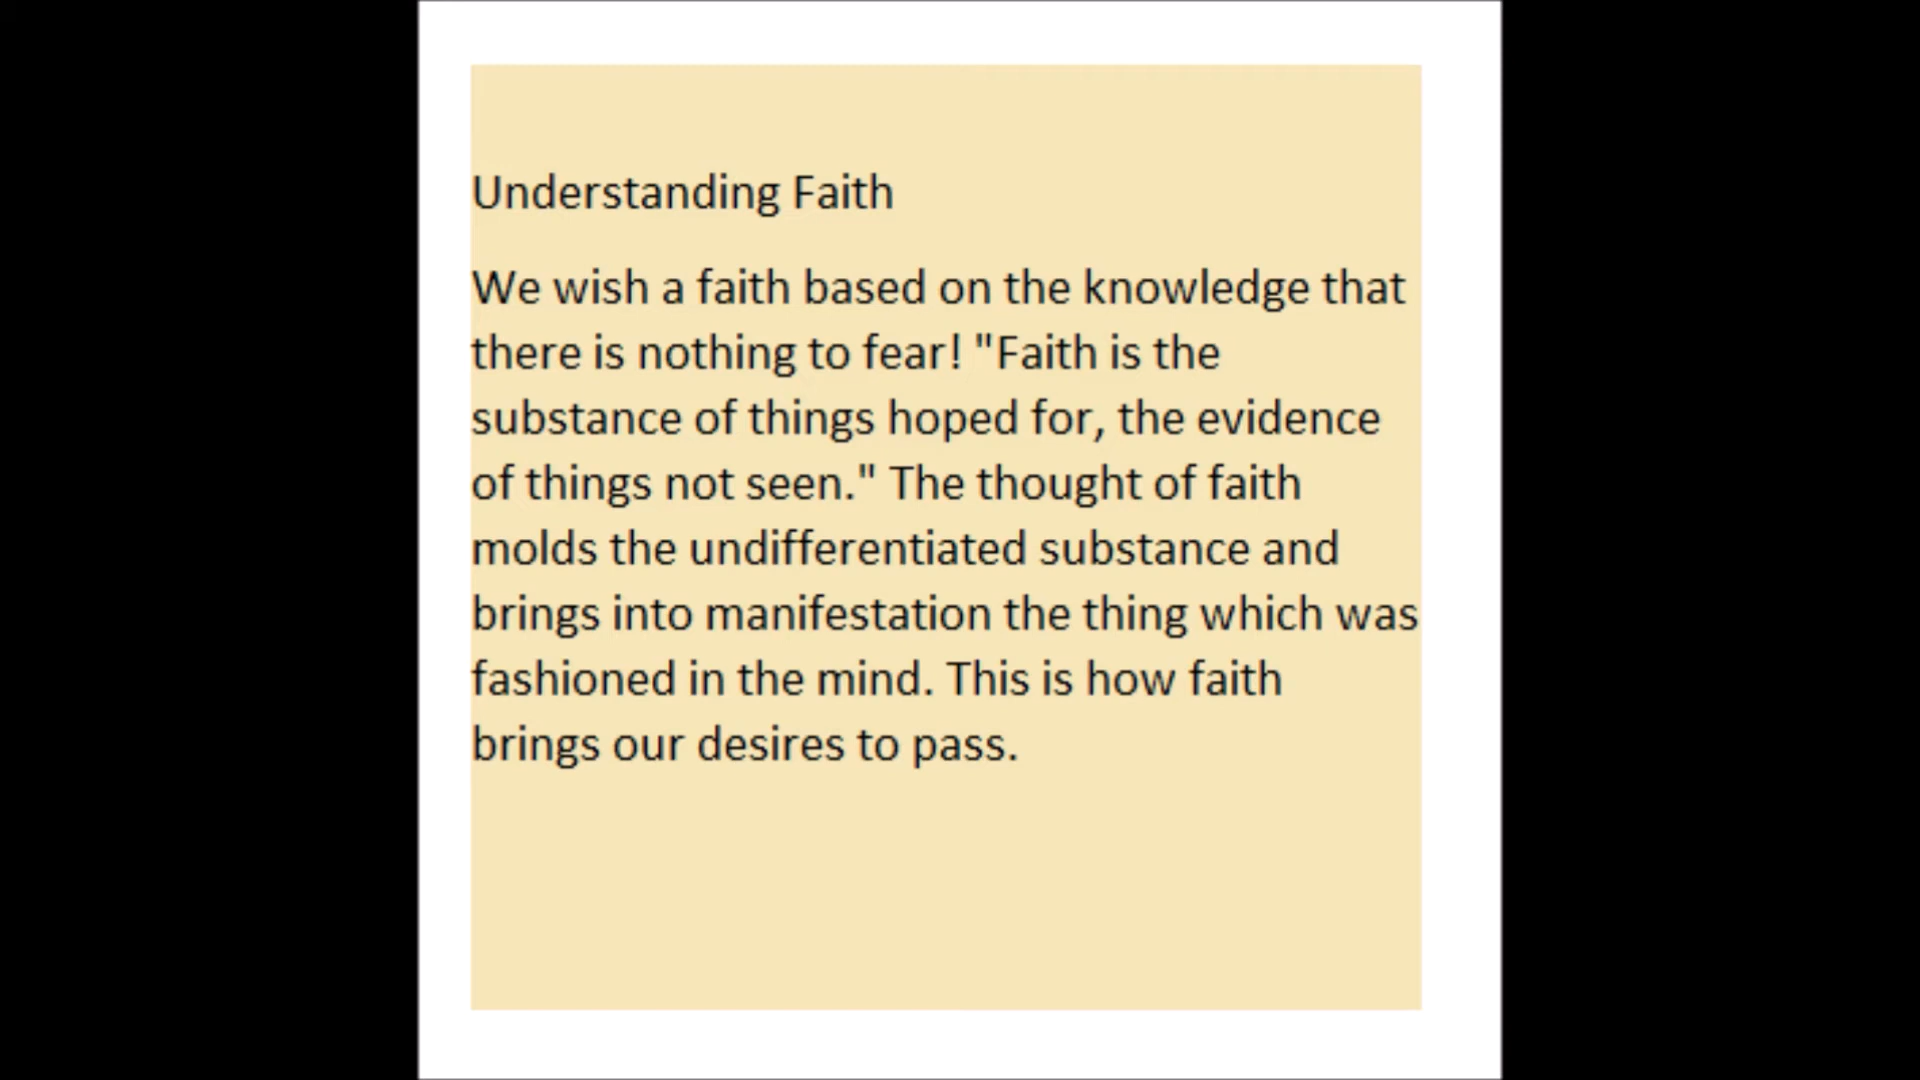 Understanding Faith
We wish a faith based on the knowledge that
there is nothing to fear! "Faith is the
substance of things hoped for, the evidence
of things not seen." The thought of faith
molds the undifferentiated substance and
brings into manifestation the thing which was
fashioned in the mind. This is how faith
brings our desires to pass.